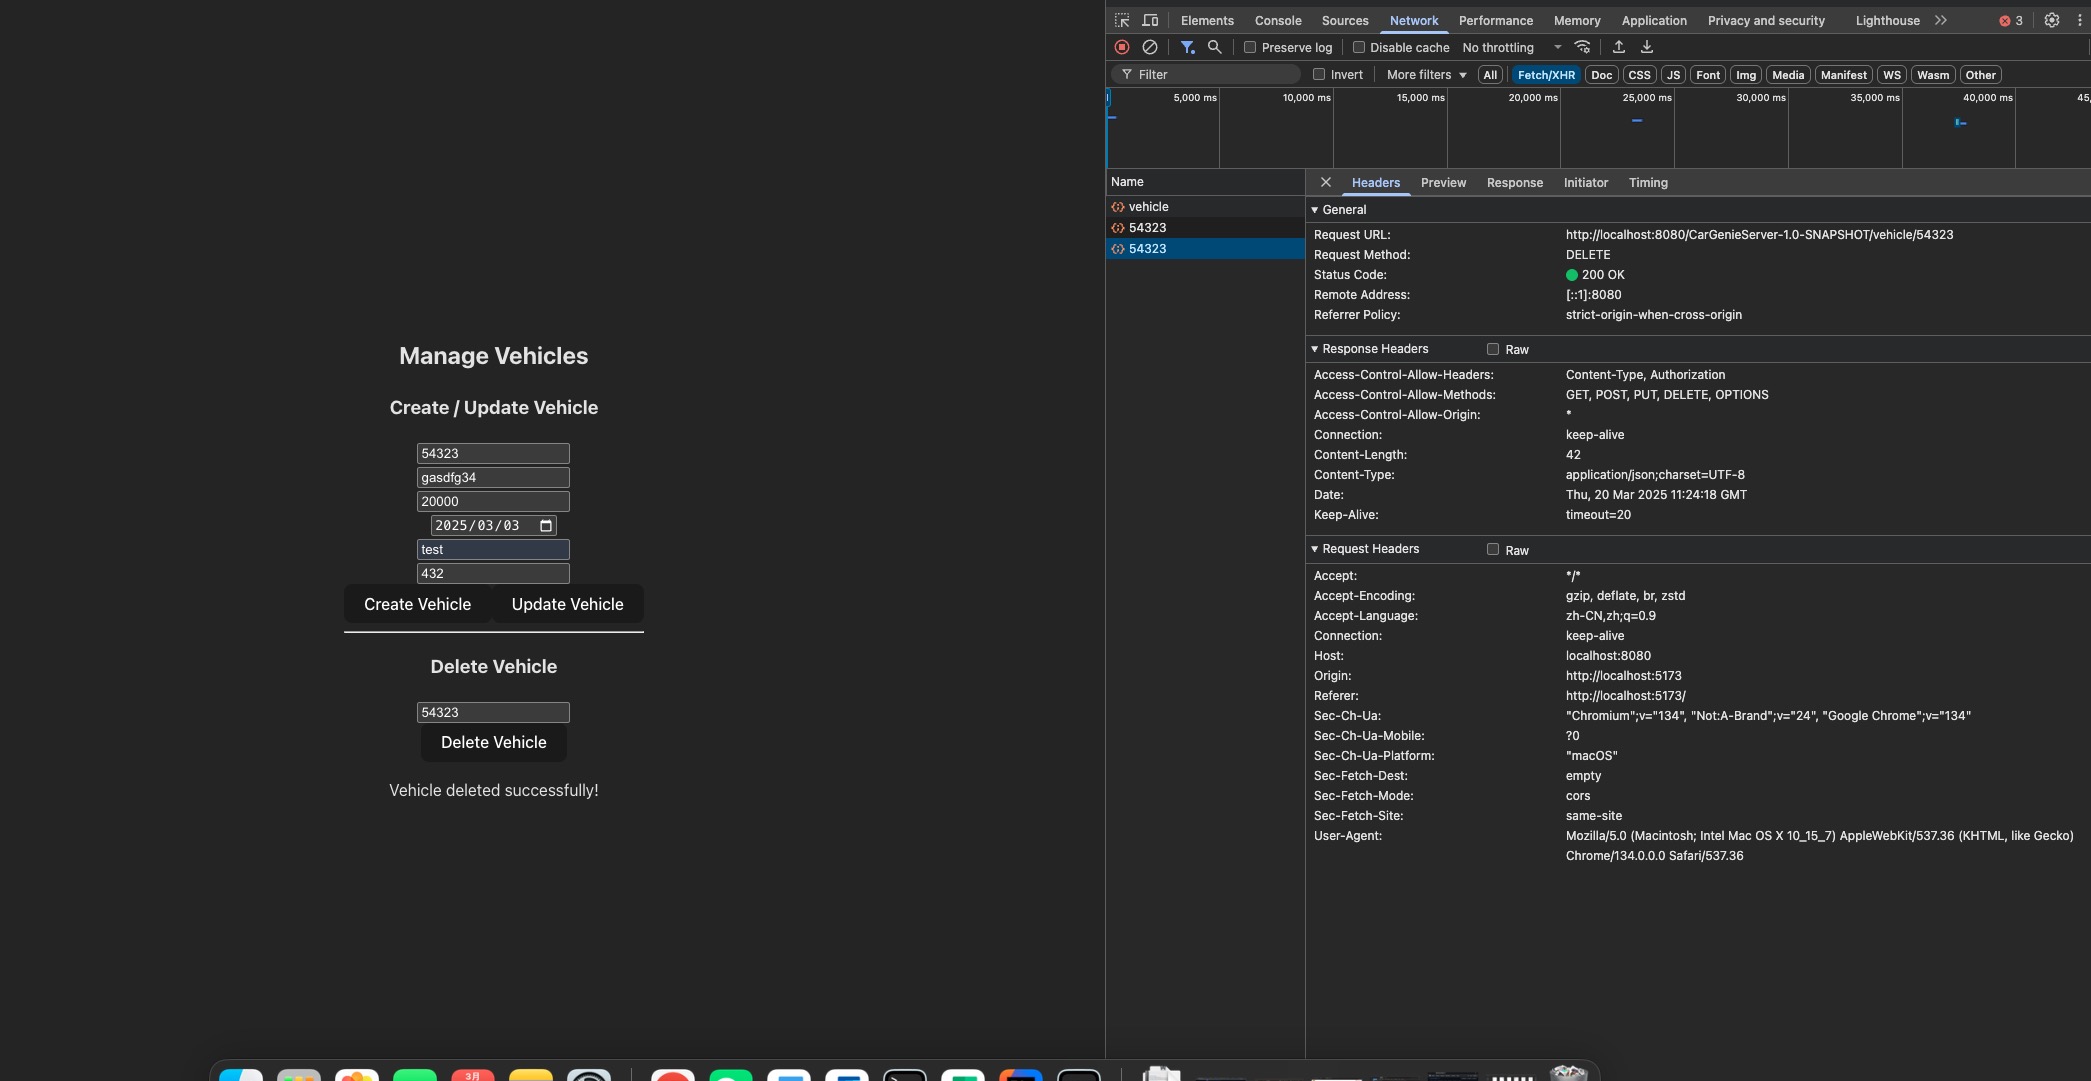 Manage Vehicles
Create / Update Vehicle
54323
gasdfg34
20000
2025/03/03
test
432
Create Vehicle Update Vehicle
Delete Vehicle
54323
Delete Vehicle
Vehicle deleted successfully!
Elements Console Sources Network Performance Memory Application Privacy and security Lighthouse 3
Preserve log Disable cache No throttling
Filter Invert More filters All Fetch/XHR Doc CSS JS Font Img Media Manifest WS Wasm Other
5,000 ms 10,000 ms 15,000 ms 20,000 ms 25,000 ms 30,000 ms 35,000 ms 40,000 ms 45,
Name
vehicle
54323
54323
Headers Preview Response Initiator Timing
General
Request URL: http://localhost:8080/CarGenieServer-1.0-SNAPSHOT/vehicle/54323
Request Method: DELETE
Status Code: 200 OK
Remote Address: [::1]:8080
Referrer Policy: strict-origin-when-cross-origin
Response Headers Raw
Access-Control-Allow-Headers: Content-Type, Authorization
Access-Control-Allow-Methods: GET, POST, PUT, DELETE, OPTIONS
Access-Control-Allow-Origin: *
Connection: keep-alive
Content-Length: 42
Content-Type: application/json;charset=UTF-8
Date: Thu, 20 Mar 2025 11:24:18 GMT
Keep-Alive: timeout=20
Request Headers Raw
Accept: */*
Accept-Encoding: gzip, deflate, br, zstd
Accept-Language: zh-CN,zh;q=0.9
Connection: keep-alive
Host: localhost:8080
Origin: http://localhost:5173
Referer: http://localhost:5173/
Sec-Ch-Ua: "Chromium";v="134", "Not:A-Brand";v="24", "Google Chrome";v="134"
Sec-Ch-Ua-Mobile: ?0
Sec-Ch-Ua-Platform: "macOS"
Sec-Fetch-Dest: empty
Sec-Fetch-Mode: cors
Sec-Fetch-Site: same-site
User-Agent: Mozilla/5.0 (Macintosh; Intel Mac OS X 10_15_7) AppleWebKit/537.36 (KHTML, like Gecko)
Chrome/134.0.0.0 Safari/537.36
3月